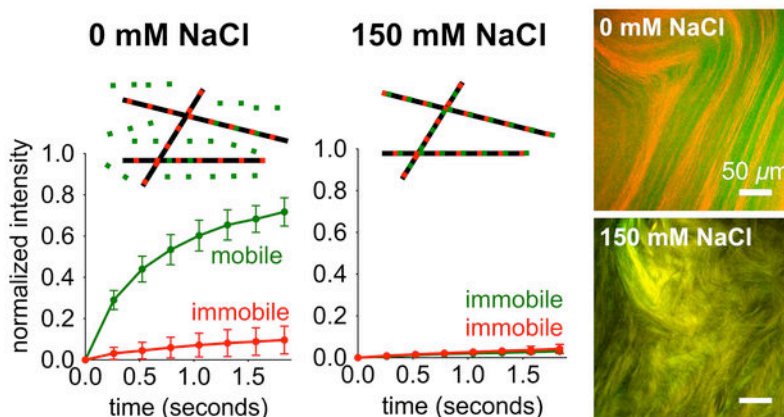 0 mM NaCl
normalized intensity
1.0
0.8
0.6
0.4
0.2
0.0
mobile
immobile
0.0 0.5 1.0 1.5
time (seconds)
150 mM NaCl
1.0
0.8
0.6
0.4
0.2
0.0
immobile
immobile
0.0 0.5 1.0 1.5
time (seconds)
0 mM NaCl
50 µm
150 mM NaCl